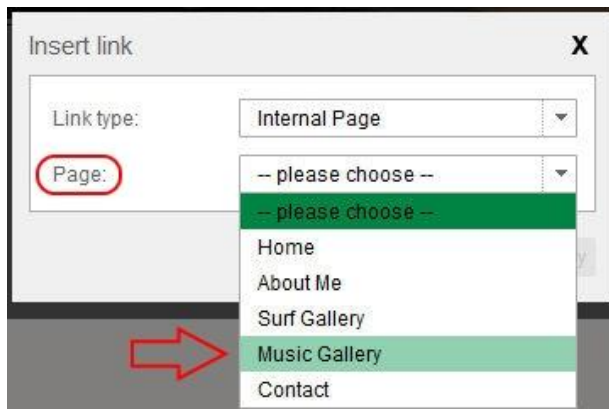 Insert link X
Link type: Internal Page
Page: -- please choose --
-- please choose --
Home
About Me
Surf Gallery
Music Gallery
Contact